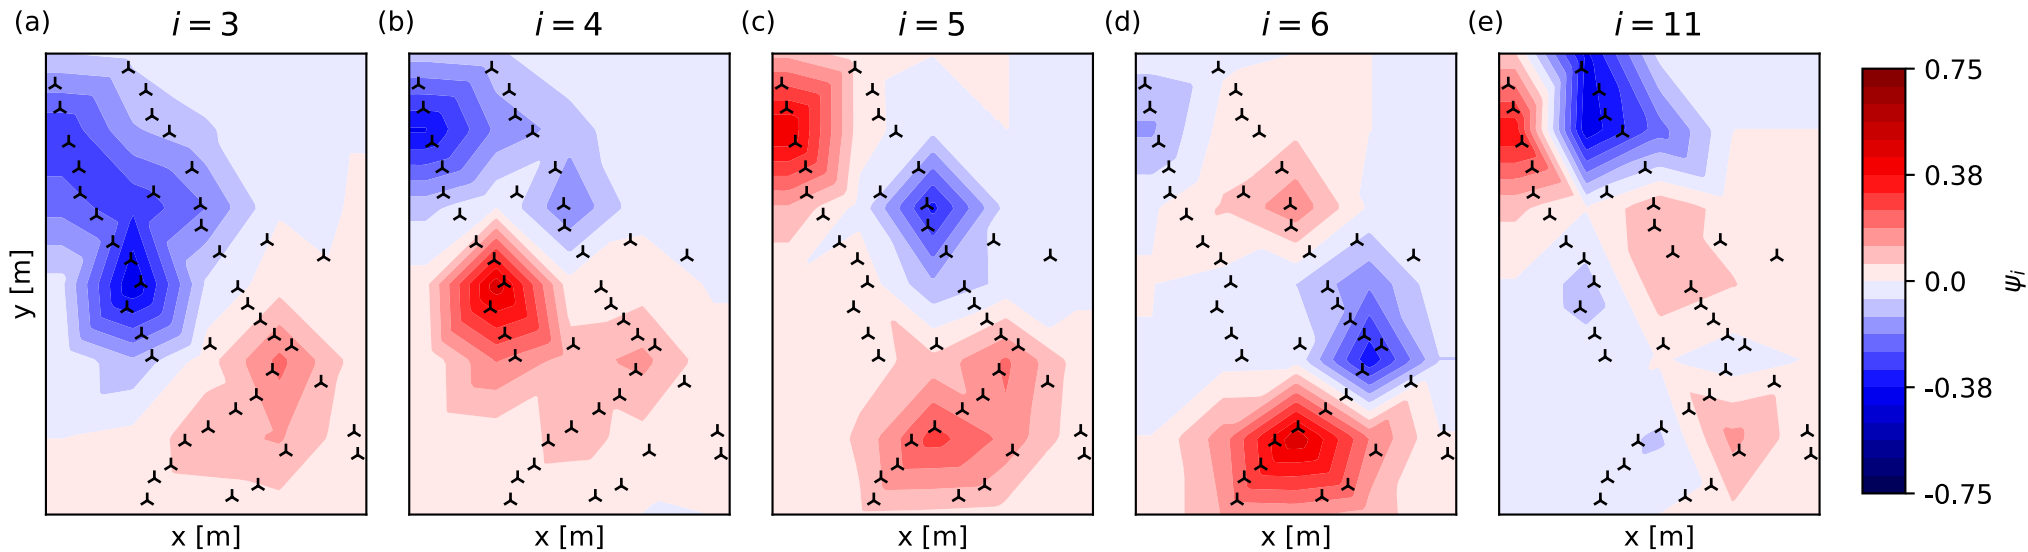 (a) i = 3
(b) i = 4
(c) i = 5
(d) i = 6
(e) i = 11
y [m]
x [m]
x [m]
x [m]
x [m]
x [m]
0.75
0.38
0.0
-0.38
-0.75
ψi